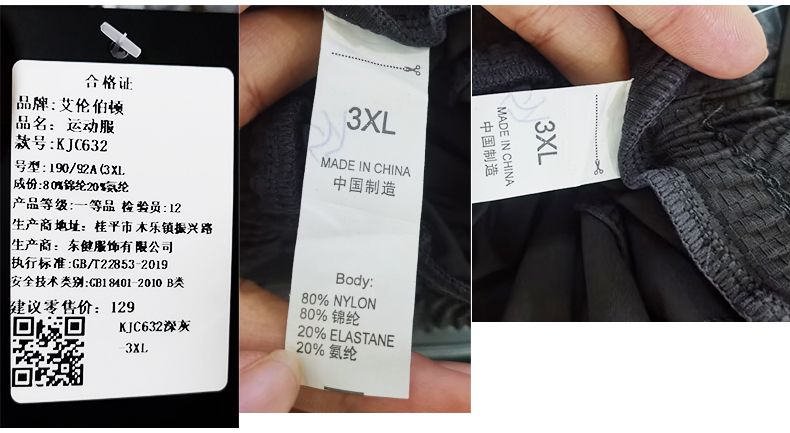 合格证
品牌:艾伦伯顿
品名:运动服
款号:KJC632
号型:190/92A(3XL
成份:80%锦纶20%氨纶
产品等级:一等品 检验员:12
生产商地址:桂平市木乐镇振兴路
生产商:东健服饰有限公司
执行标准:GB/T22853-2019
安全技术类别:GB18401-2010 B类
建议零售价:129
KJC632深灰
-3XL
3XL
MADE IN CHINA
中国制造
Body:
80% NYLON
80% 锦纶
20% ELASTANE
20% 氨纶
3XL
MADE IN CHINA
中国制造